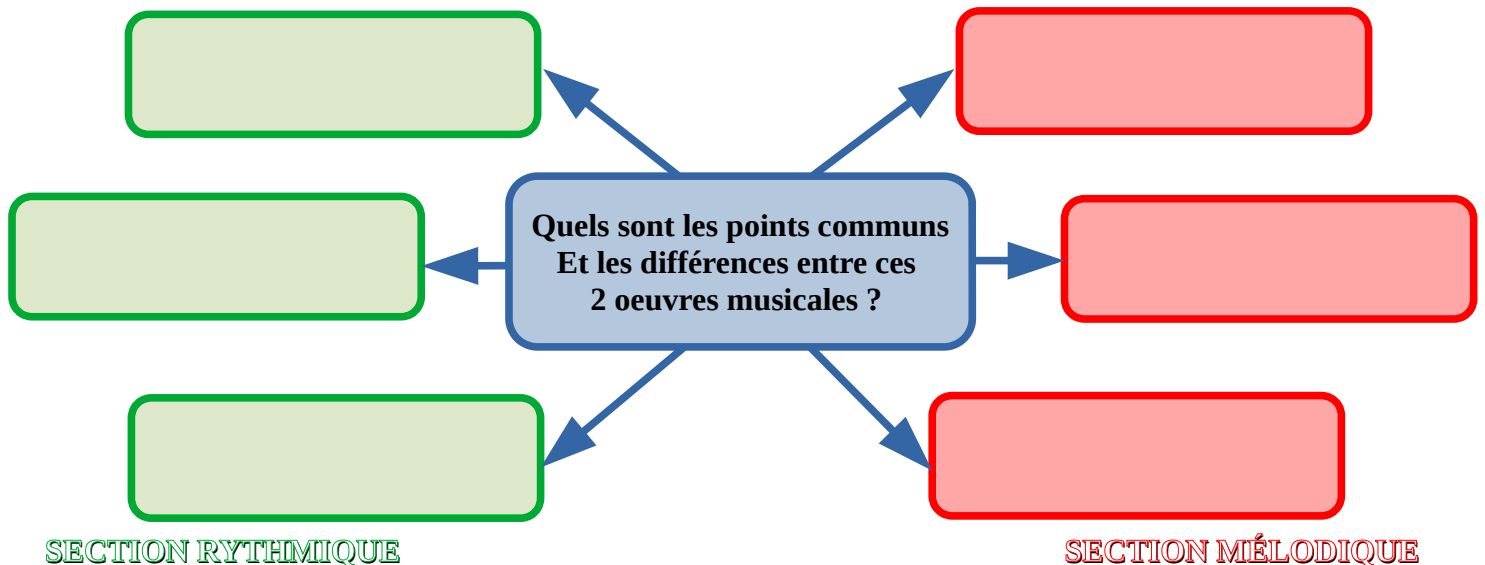 Quels sont les points communs
Et les différences entre ces
2 oeuvres musicales ?
SECTION RYTHMIQUE
SECTION MÉLODIQUE